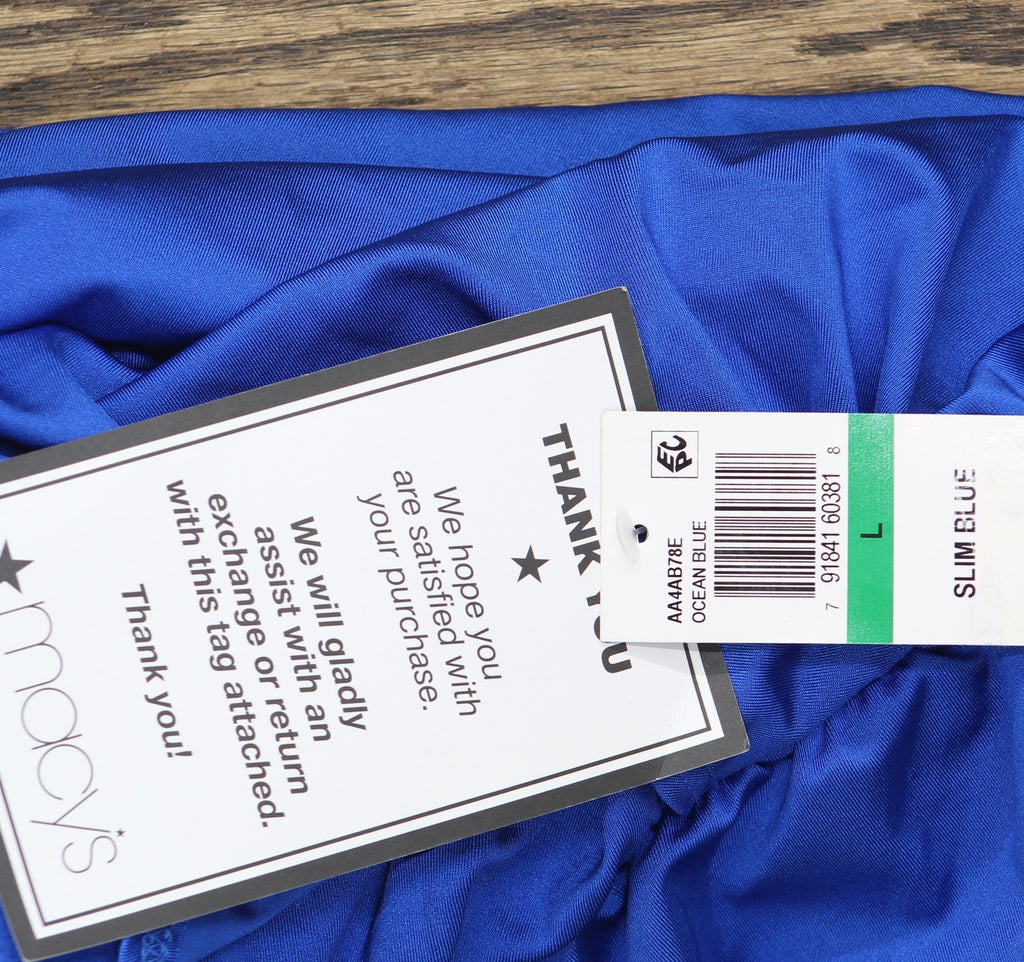 THANK YOU
We hope you
are satisfied with
your purchase.
We will gladly
assist with an
exchange or return
with this tag attached.
Thank you!
macy's
EPC
AA4AB78E
OCEAN BLUE
7 91841 60381 8
L
SLIM BLUE